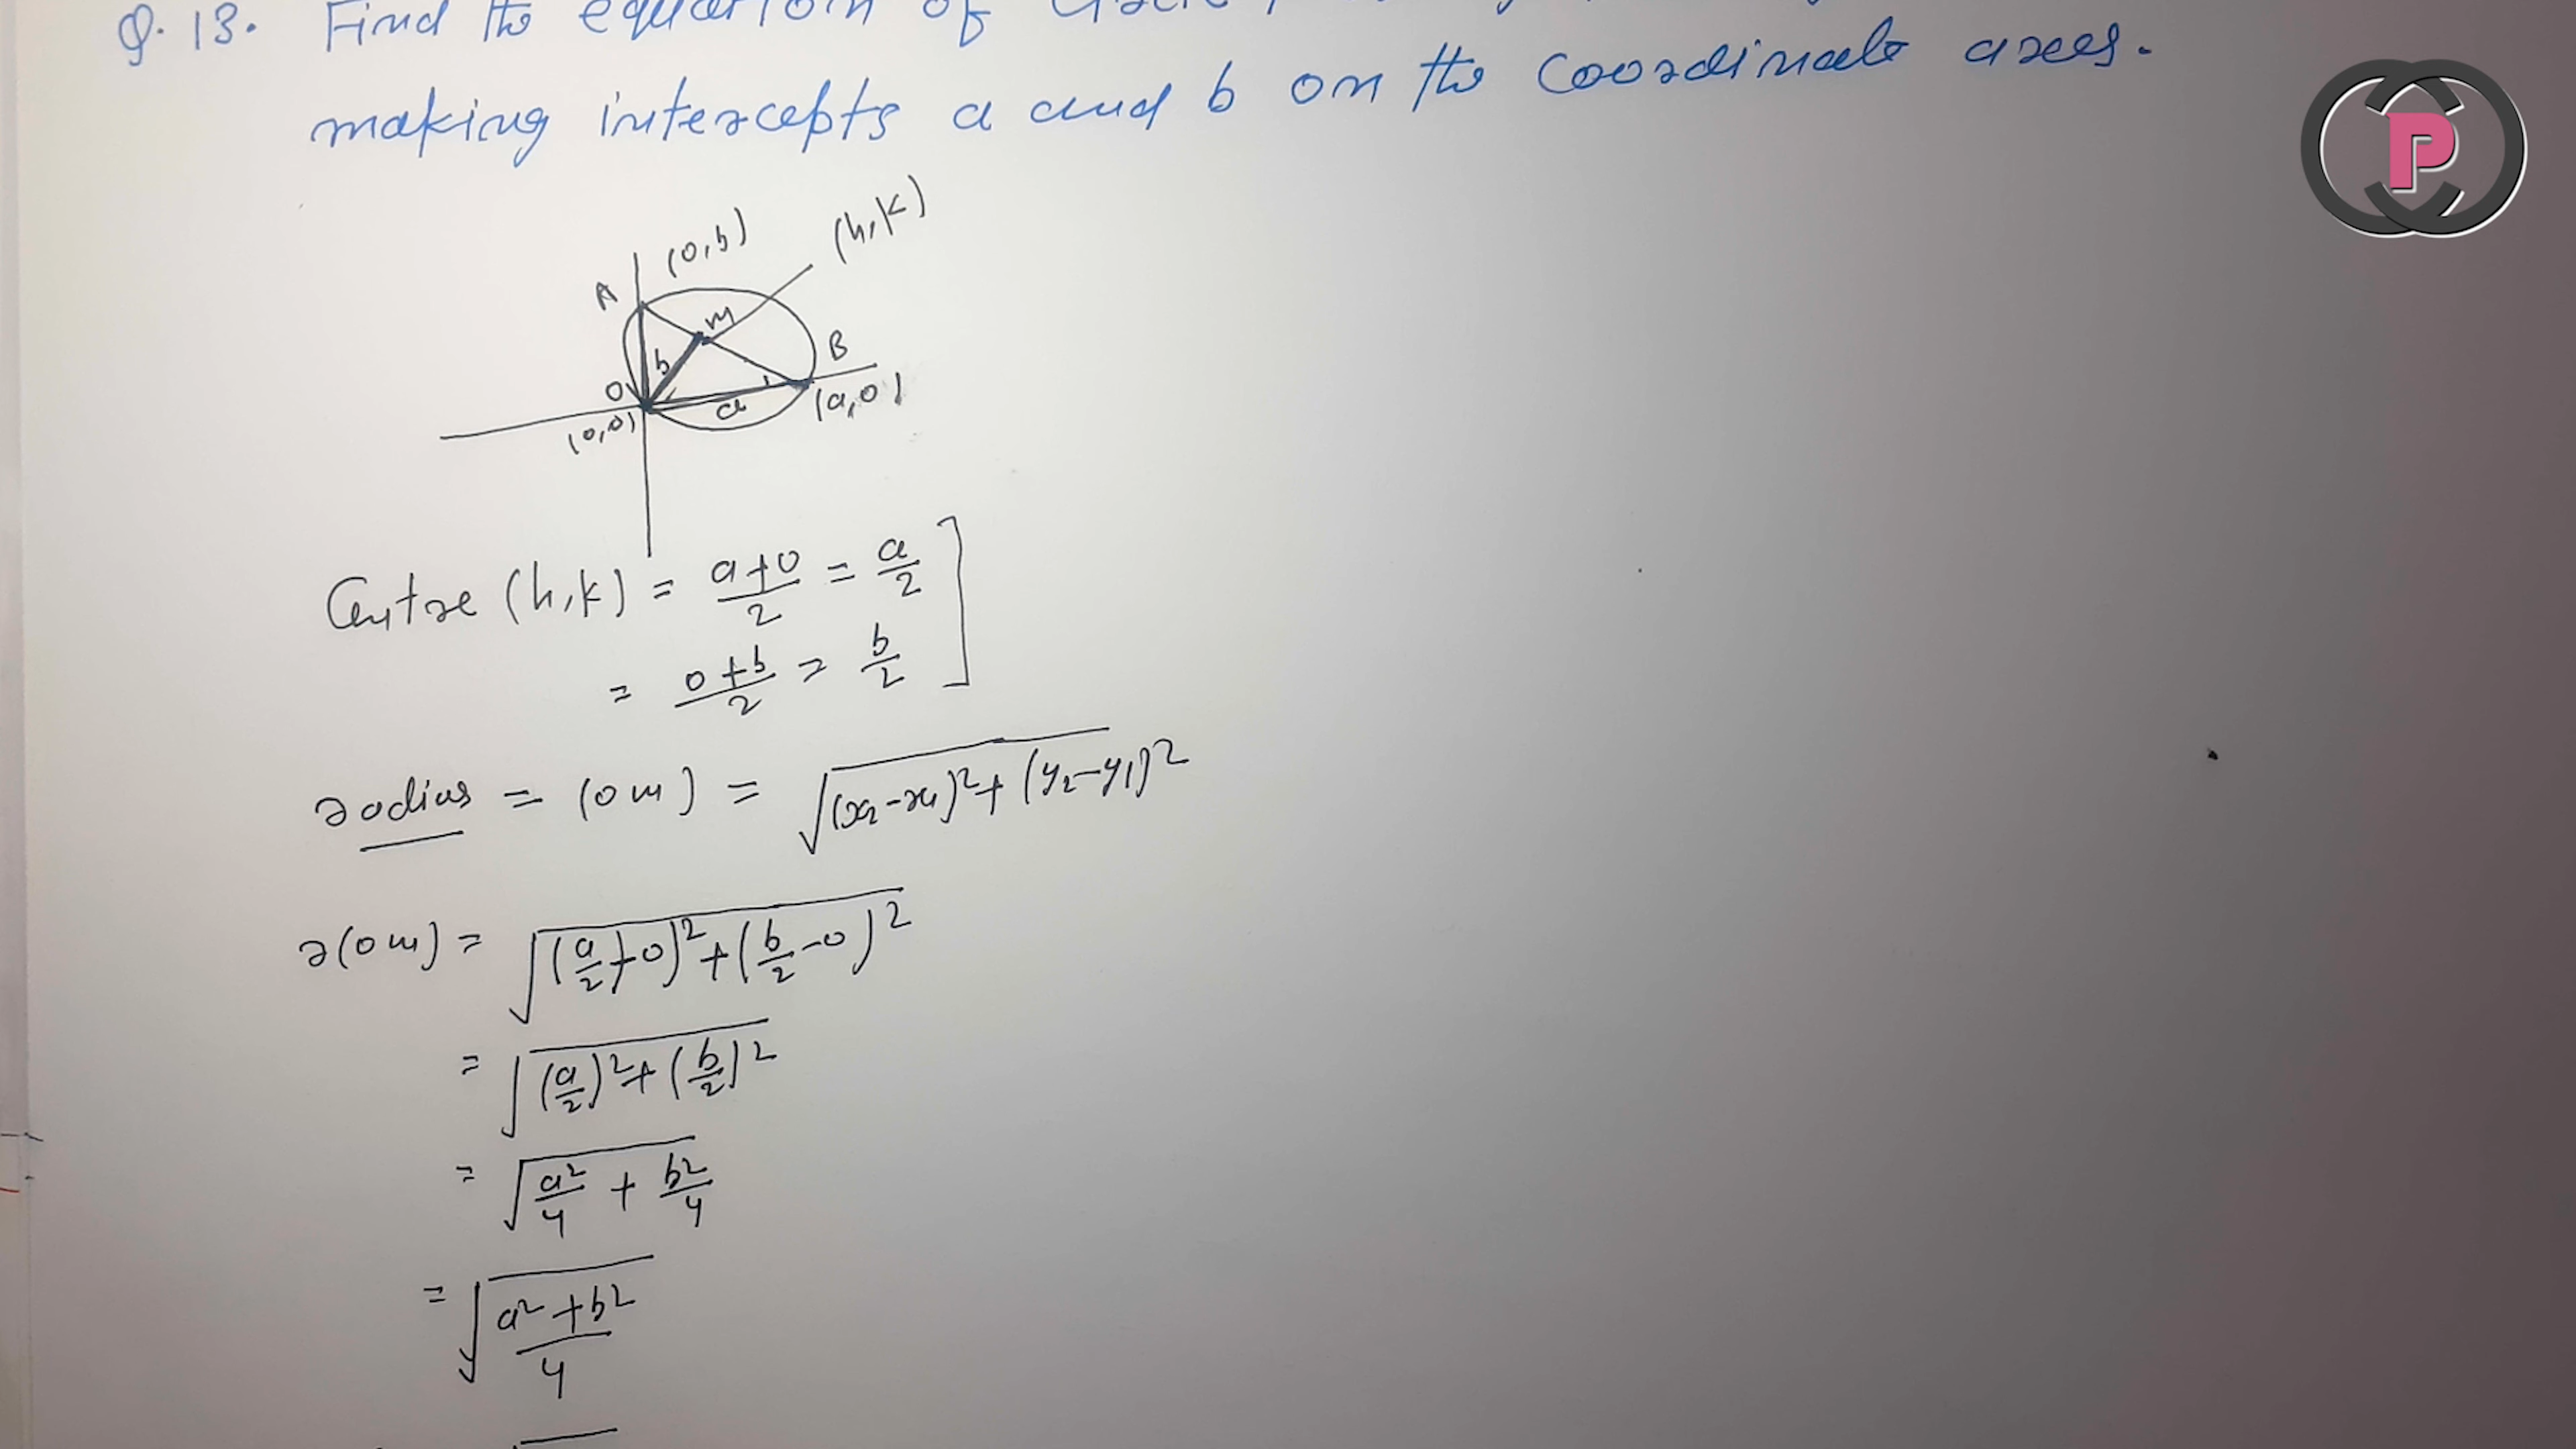 Q. 13. Find the equation of
making intercepts a and b on the Coordinate axes.
(0,b)
(h,k)
A
M
B
b
O
a
(a,0)
(0,0)
Centre (h,k) = a+0/2 = a/2 ]
= 0+b/2 = b/2
radius = (OM) = √(x₂-x₁)²+(y₂-y₁)²
r(OM) = √(a/2-0)²+(b/2-0)²
= √(a/2)²+(b/2)²
= √a²/4 + b²/4
= √a²+b²/4
P